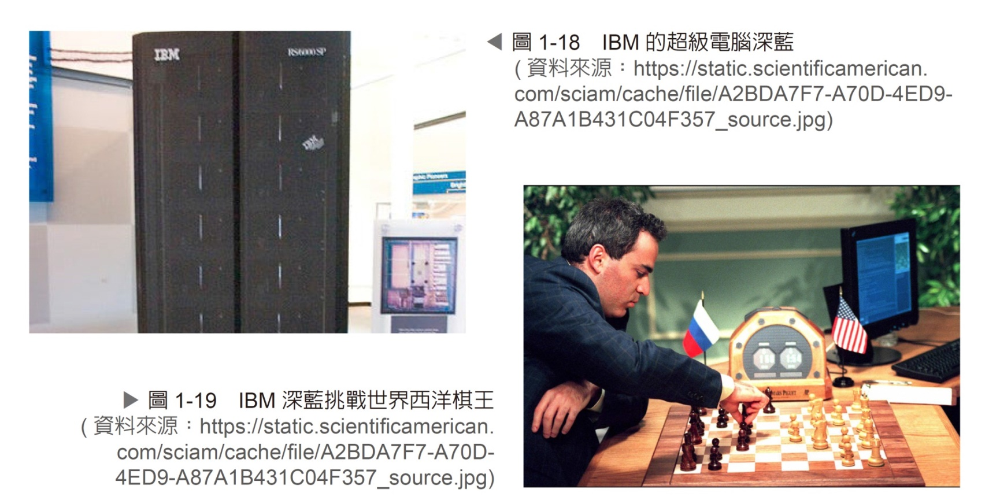 IBM
RS6000 SP
IBM
◀ 圖 1-18 IBM 的超級電腦深藍
( 資料來源：https://static.scientificamerican.
com/sciam/cache/file/A2BDA7F7-A70D-4ED9-
A87A1B431C04F357_source.jpg)
▶ 圖 1-19 IBM 深藍挑戰世界西洋棋王
( 資料來源：https://static.scientificamerican.
com/sciam/cache/file/A2BDA7F7-A70D-
4ED9-A87A1B431C04F357_source.jpg)